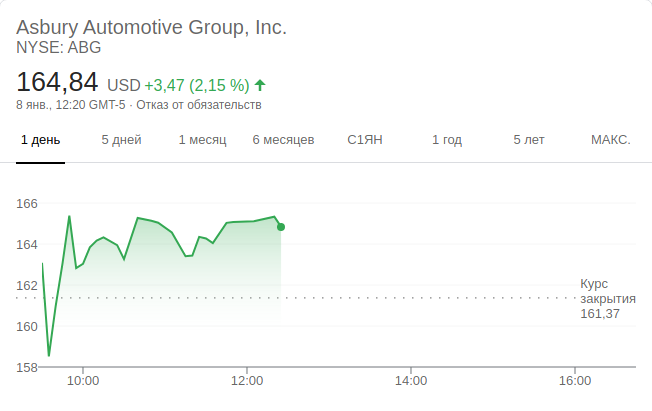 Asbury Automotive Group, Inc.
NYSE: ABG
164,84 USD +3,47 (2,15 %)
8 янв., 12:20 GMT-5 · Отказ от обязательств
1 день 5 дней 1 месяц 6 месяцев С1ЯН 1 год 5 лет МАКС.
166
164
162
160
158
Курс
закрытия
161,37
10:00 12:00 14:00 16:00